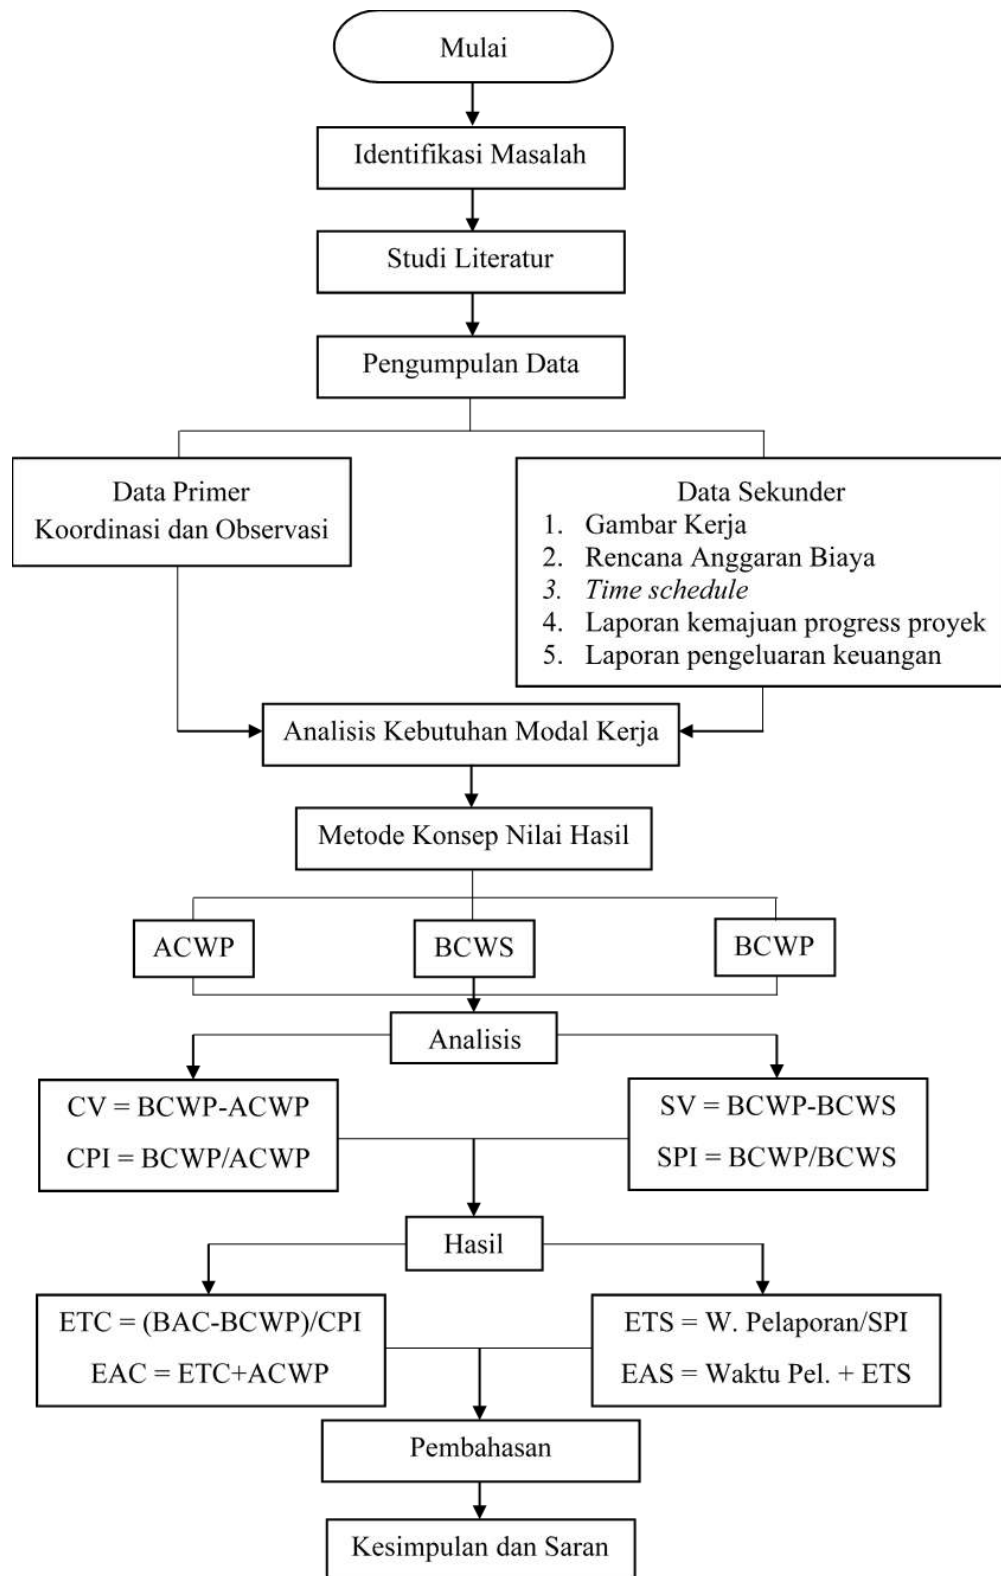 Mulai
Identifikasi Masalah
Studi Literatur
Pengumpulan Data
Data Primer
Koordinasi dan Observasi
Data Sekunder
1. Gambar Kerja
2. Rencana Anggaran Biaya
3. Time schedule
4. Laporan kemajuan progress proyek
5. Laporan pengeluaran keuangan
Analisis Kebutuhan Modal Kerja
Metode Konsep Nilai Hasil
ACWP
BCWS
BCWP
Analisis
CV = BCWP-ACWP
CPI = BCWP/ACWP
SV = BCWP-BCWS
SPI = BCWP/BCWS
Hasil
ETC = (BAC-BCWP)/CPI
EAC = ETC+ACWP
ETS = W. Pelaporan/SPI
EAS = Waktu Pel. + ETS
Pembahasan
Kesimpulan dan Saran